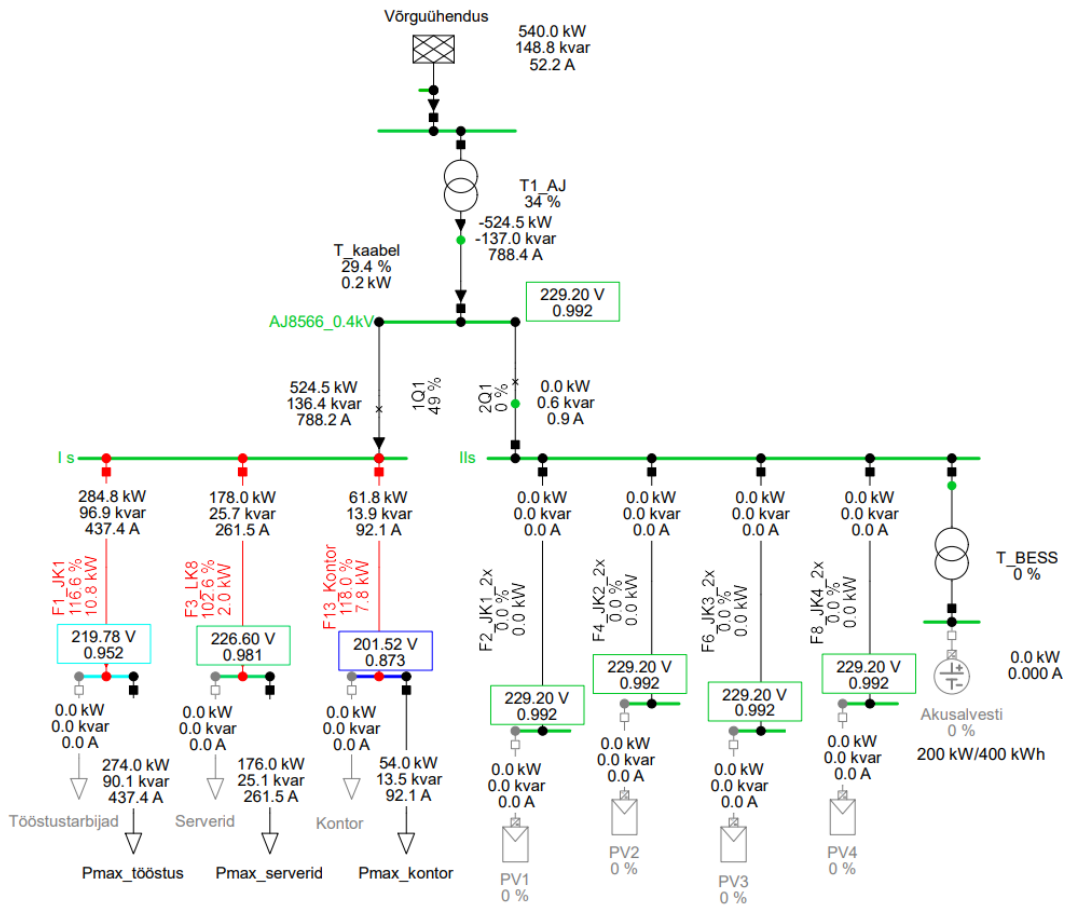 Võrguühendus
540.0 kW
148.8 kvar
52.2 A
T1_AJ
34 %
-524.5 kW
-137.0 kvar
788.4 A
T_kaabel
29.4 %
0.2 kW
229.20 V
0.992
AJ8566_0.4kV
524.5 kW
136.4 kvar
788.2 A
1Q1
49 %
2Q1
0 %
0.0 kW
0.6 kvar
0.9 A
I s
IIs
284.8 kW
96.9 kvar
437.4 A
178.0 kW
25.7 kvar
261.5 A
61.8 kW
13.9 kvar
92.1 A
0.0 kW
0.0 kvar
0.0 A
0.0 kW
0.0 kvar
0.0 A
0.0 kW
0.0 kvar
0.0 A
0.0 kW
0.0 kvar
0.0 A
F1_JK1
116.6 %
10.8 kW
F3_LK8
102.6 %
2.0 kW
F13_Kontor
118.0 %
7.8 kW
F2_JK1_2x
0.0 %
0.0 kW
F4_JK2_2x
0.0 %
0.0 kW
F6_JK3_2x
0.0 %
0.0 kW
F8_JK4_2x
0.0 %
0.0 kW
T_BESS
0 %
219.78 V
0.952
226.60 V
0.981
201.52 V
0.873
229.20 V
0.992
229.20 V
0.992
229.20 V
0.992
229.20 V
0.992
0.0 kW
0.000 A
Akusalvesti
0 %
200 kW/400 kWh
0.0 kW
0.0 kvar
0.0 A
0.0 kW
0.0 kvar
0.0 A
0.0 kW
0.0 kvar
0.0 A
274.0 kW
90.1 kvar
437.4 A
176.0 kW
25.1 kvar
261.5 A
54.0 kW
13.5 kvar
92.1 A
0.0 kW
0.0 kvar
0.0 A
0.0 kW
0.0 kvar
0.0 A
0.0 kW
0.0 kvar
0.0 A
0.0 kW
0.0 kvar
0.0 A
Tööstustarbijad
Serverid
Kontor
Pmax_tööstus
Pmax_serverid
Pmax_kontor
PV1
0 %
PV2
0 %
PV3
0 %
PV4
0 %